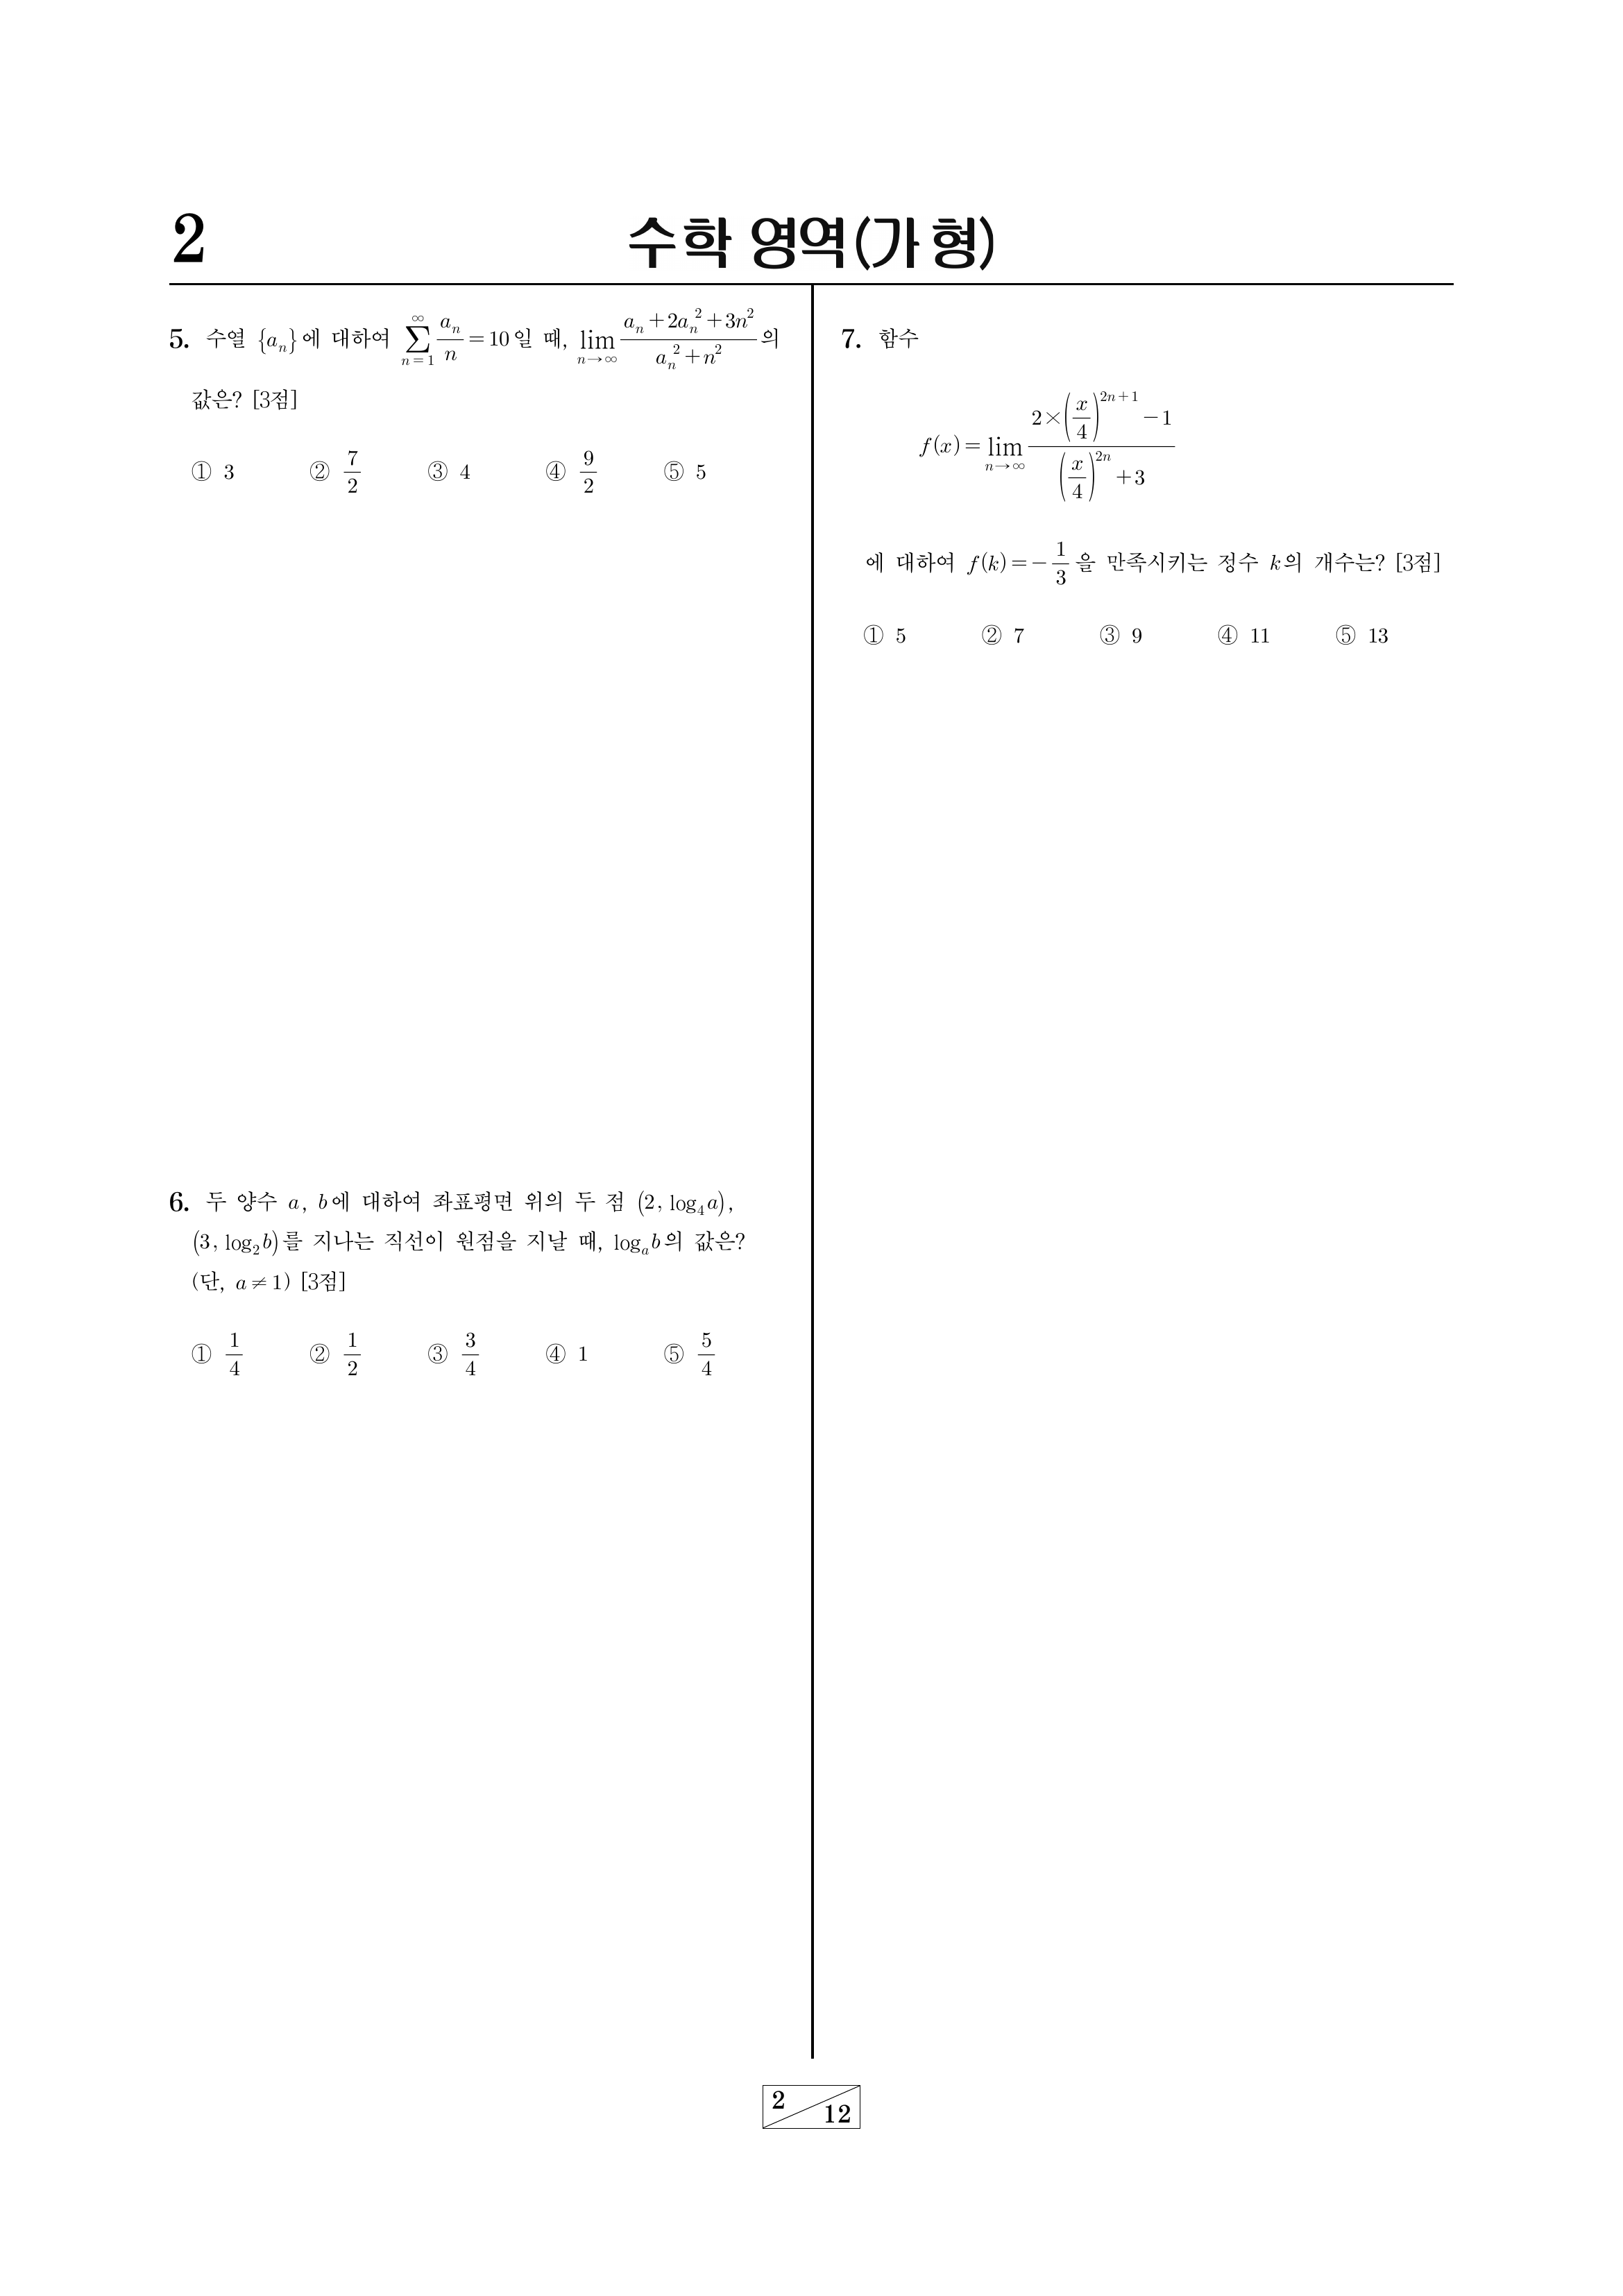 2
수학 영역(가 형)
5. 수열 {aₙ}에 대하여 $\sum_{n=1}^{\infty} \frac{a_n}{n} = 10$일 때, $\lim_{n \to \infty} \frac{a_n + 2a_n^2 + 3n^2}{a_n^2 + n^2}$의
값은? [3점]
① 3 ② $\frac{7}{2}$ ③ 4 ④ $\frac{9}{2}$ ⑤ 5
6. 두 양수 a, b에 대하여 좌표평면 위의 두 점 $(2, \log_4 a)$,
$(3, \log_2 b)$를 지나는 직선이 원점을 지날 때, $\log_a b$의 값은?
(단, a ≠ 1) [3점]
① $\frac{1}{4}$ ② $\frac{1}{2}$ ③ $\frac{3}{4}$ ④ 1 ⑤ $\frac{5}{4}$
7. 함수
$f(x) = \lim_{n \to \infty} \frac{2 \times \left(\frac{x}{4}\right)^{2n+1} - 1}{\left(\frac{x}{4}\right)^{2n} + 3}$
에 대하여 $f(k) = -\frac{1}{3}$을 만족시키는 정수 k의 개수는? [3점]
① 5 ② 7 ③ 9 ④ 11 ⑤ 13
2
12